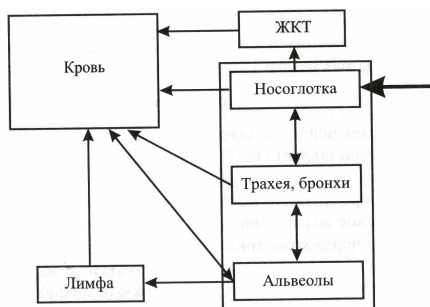 ЖКТ
Кровь
Носоглотка
Трахея, бронхи
Лимфа
Альвеолы